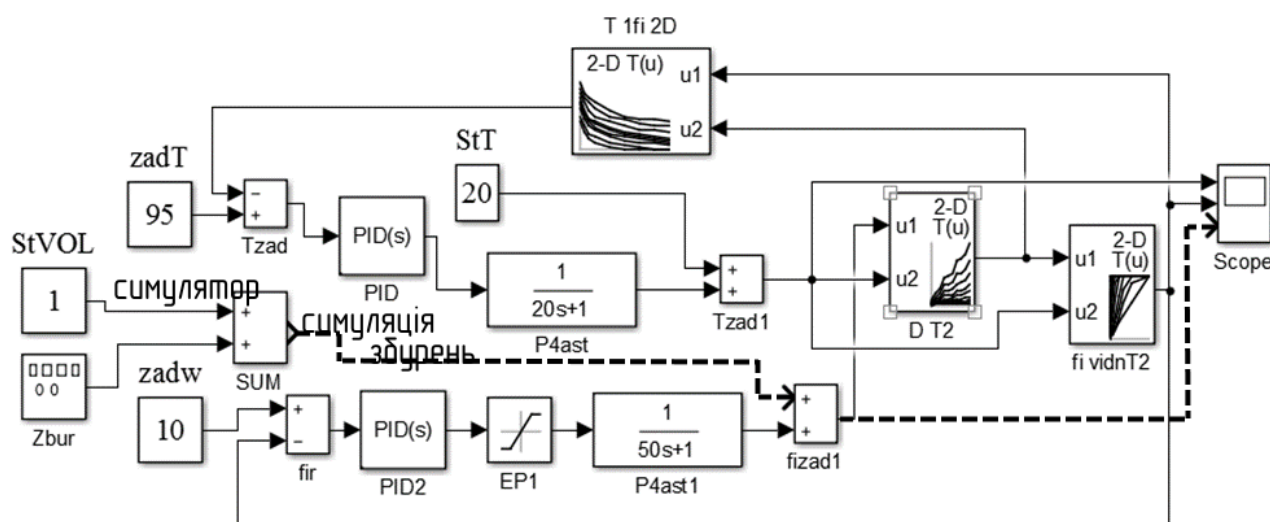 T 1fi 2D
2-D T(u)
u1
u2
StT
20
zadT
95
−
+
Tzad
PID(s)
PID
1
20s+1
P4ast
+
+
Tzad1
u1
u2
2-D
T(u)
D T2
u1
u2
2-D
T(u)
fi vidnT2
Scope
StVOL
1
симулятор
+
+
SUM
симуляція
збурень
Zbur
zadw
10
+
−
fir
PID(s)
PID2
EP1
1
50s+1
P4ast1
+
+
fizad1